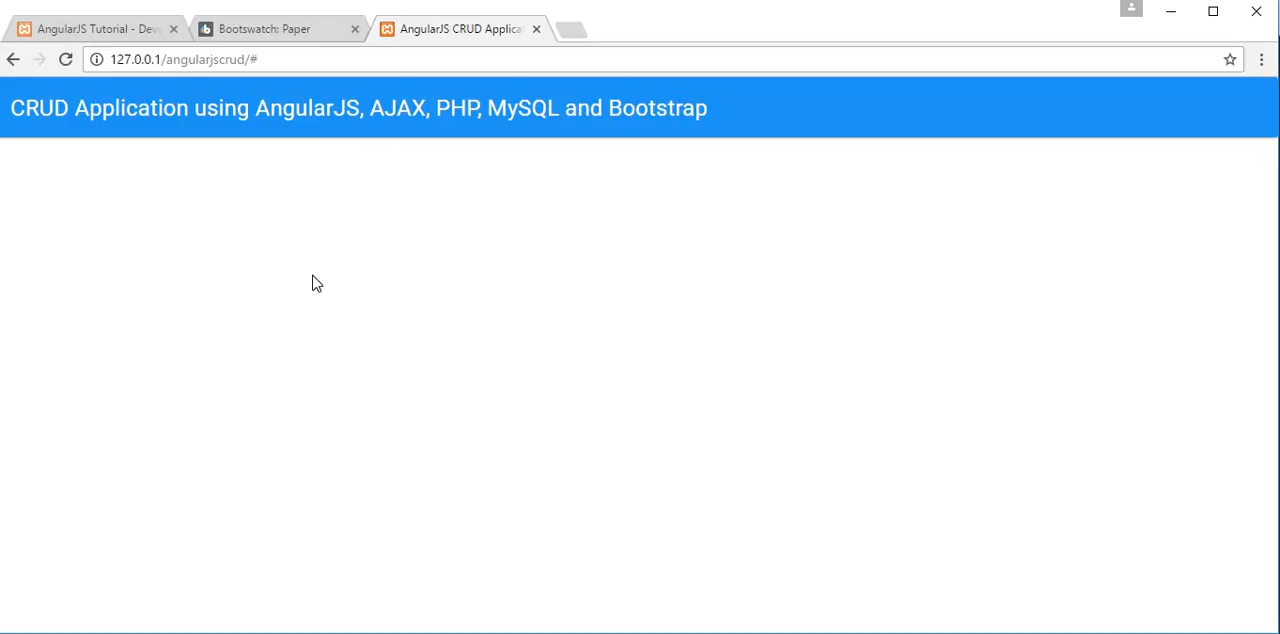 AngularJS Tutorial - Dev
Bootswatch: Paper
AngularJS CRUD Applica
127.0.0.1/angularjscrud/#
CRUD Application using AngularJS, AJAX, PHP, MySQL and Bootstrap